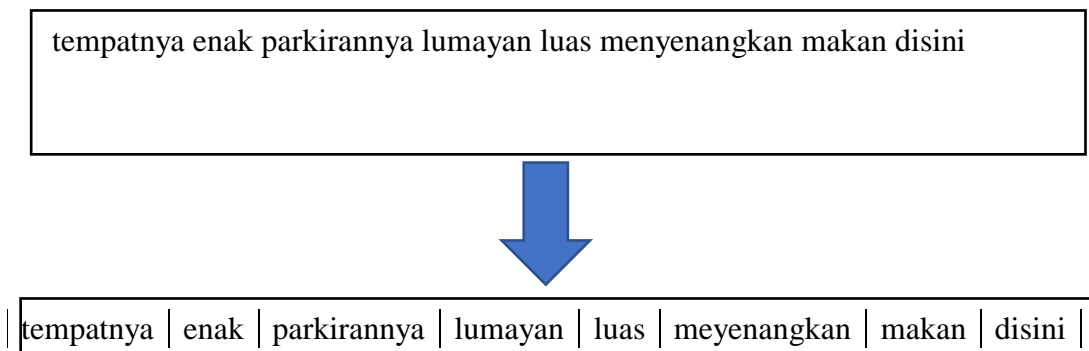 tempatnya enak parkirannya lumayan luas menyenangkan makan disini
tempatnya enak parkirannya lumayan luas meyenangkan makan disini